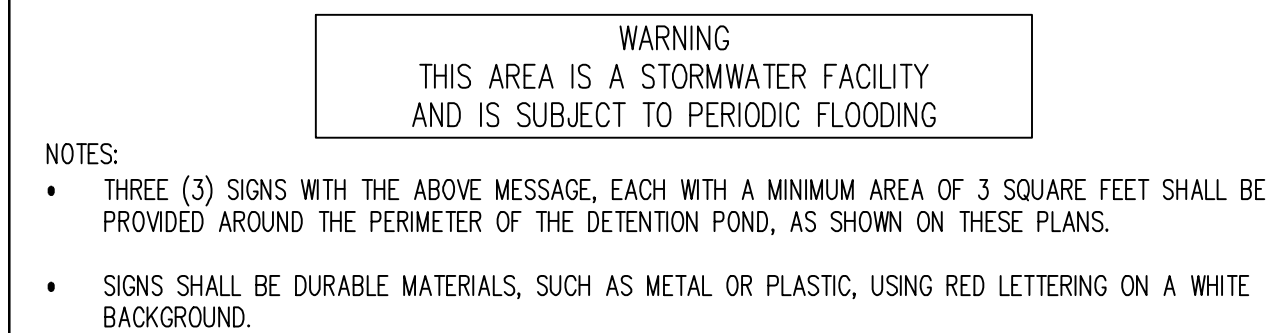 WARNING
THIS AREA IS A STORMWATER FACILITY
AND IS SUBJECT TO PERIODIC FLOODING
NOTES:
• THREE (3) SIGNS WITH THE ABOVE MESSAGE, EACH WITH A MINIMUM AREA OF 3 SQUARE FEET SHALL BE
PROVIDED AROUND THE PERIMETER OF THE DETENTION POND, AS SHOWN ON THESE PLANS.
• SIGNS SHALL BE DURABLE MATERIALS, SUCH AS METAL OR PLASTIC, USING RED LETTERING ON A WHITE
BACKGROUND.